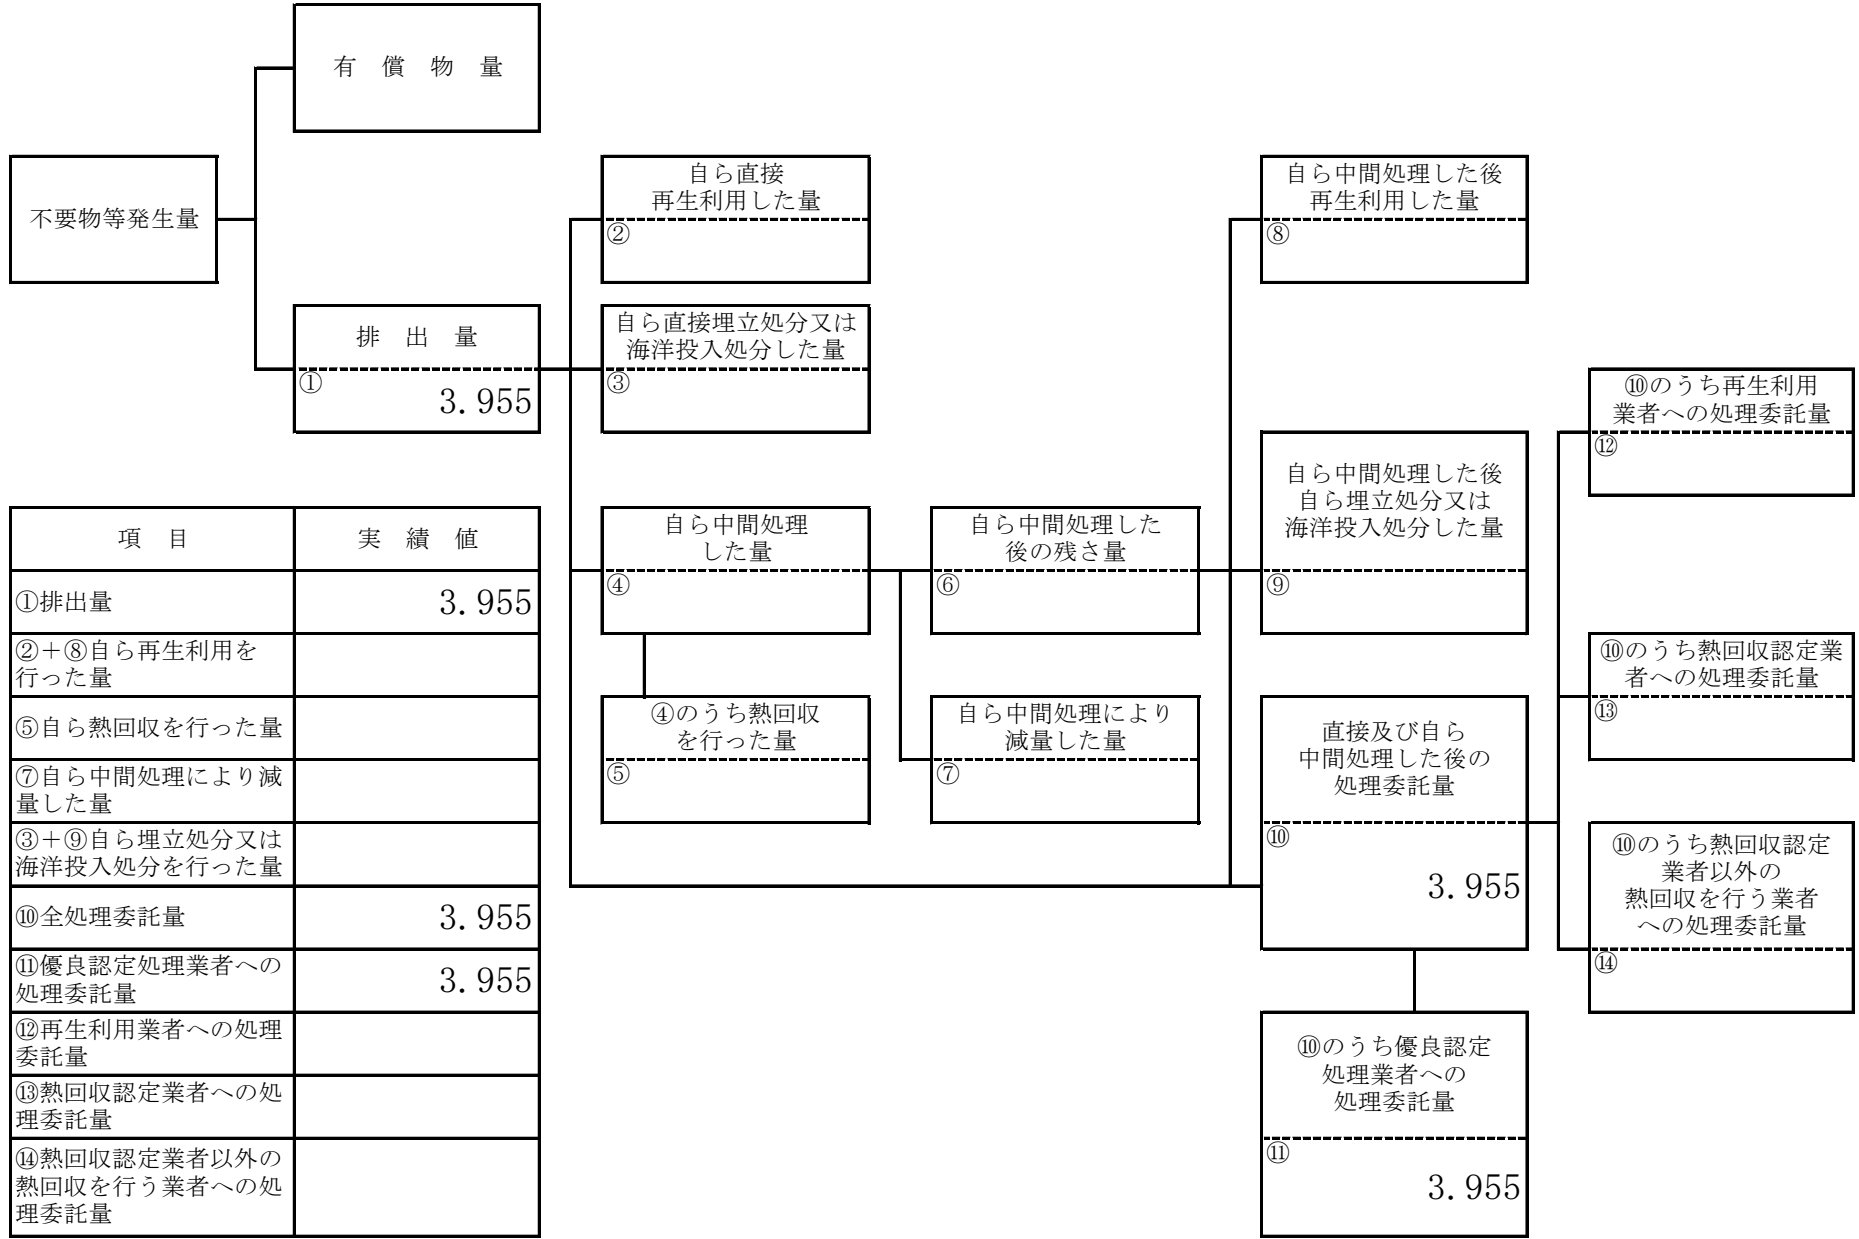 有 償 物 量
不要物等発生量
排 出 量
①
3.955
自ら直接
再生利用した量
②
自ら直接埋立処分又は
海洋投入処分した量
③
自ら中間処理
した量
④
④のうち熱回収
を行った量
⑤
自ら中間処理した
後の残さ量
⑥
自ら中間処理により
減量した量
⑦
自ら中間処理した後
再生利用した量
⑧
自ら中間処理した後
自ら埋立処分又は
海洋投入処分した量
⑨
直接及び自ら
中間処理した後の
処理委託量
⑩
3.955
⑩のうち優良認定
処理業者への
処理委託量
⑪
3.955
⑩のうち再生利用
業者への処理委託量
⑫
⑩のうち熱回収認定業
者への処理委託量
⑬
⑩のうち熱回収認定
業者以外の
熱回収を行う業者
への処理委託量
⑭
項 目 実 績 値
①排出量 3.955
②+⑧自ら再生利用を
行った量
⑤自ら熱回収を行った量
⑦自ら中間処理により減
量した量
③+⑨自ら埋立処分又は
海洋投入処分を行った量
⑩全処理委託量 3.955
⑪優良認定処理業者への
処理委託量 3.955
⑫再生利用業者への処理
委託量
⑬熱回収認定業者への処
理委託量
⑭熱回収認定業者以外の
熱回収を行う業者への処
理委託量